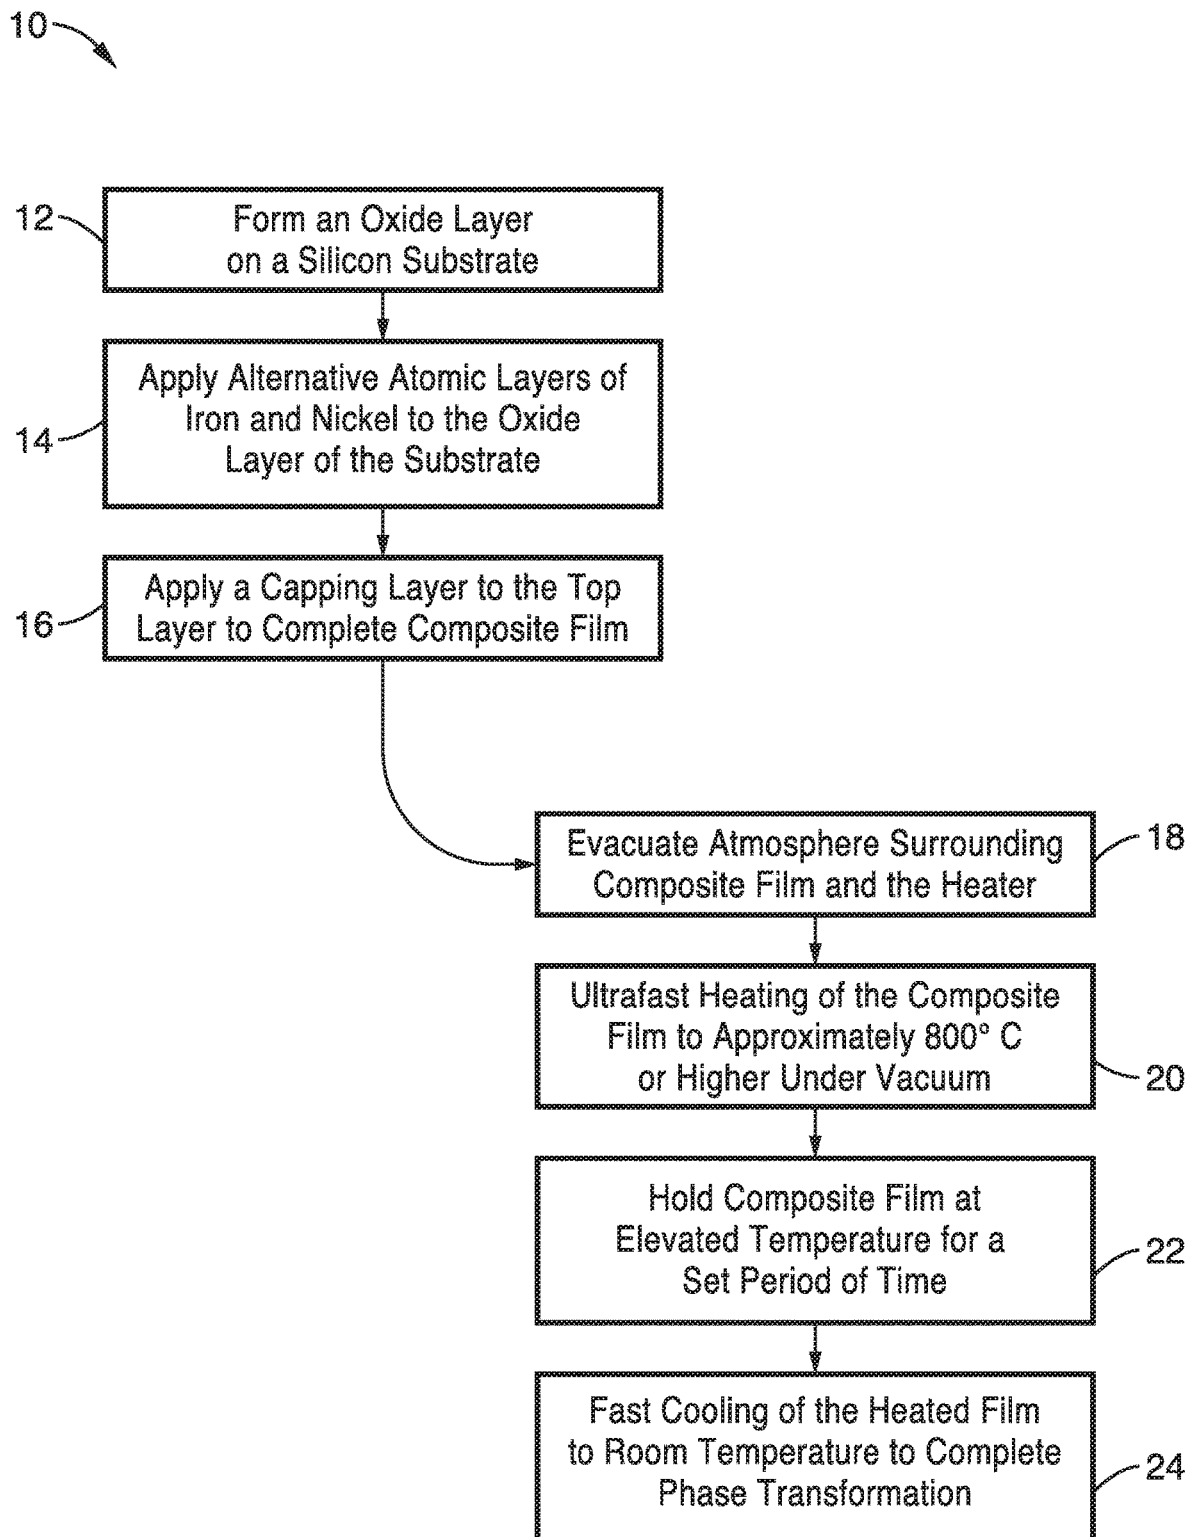 10
12
Form an Oxide Layer
on a Silicon Substrate
14
Apply Alternative Atomic Layers of
Iron and Nickel to the Oxide
Layer of the Substrate
16
Apply a Capping Layer to the Top
Layer to Complete Composite Film
Evacuate Atmosphere Surrounding
Composite Film and the Heater
18
Ultrafast Heating of the Composite
Film to Approximately 800° C
or Higher Under Vacuum
20
Hold Composite Film at
Elevated Temperature for a
Set Period of Time
22
Fast Cooling of the Heated Film
to Room Temperature to Complete
Phase Transformation
24